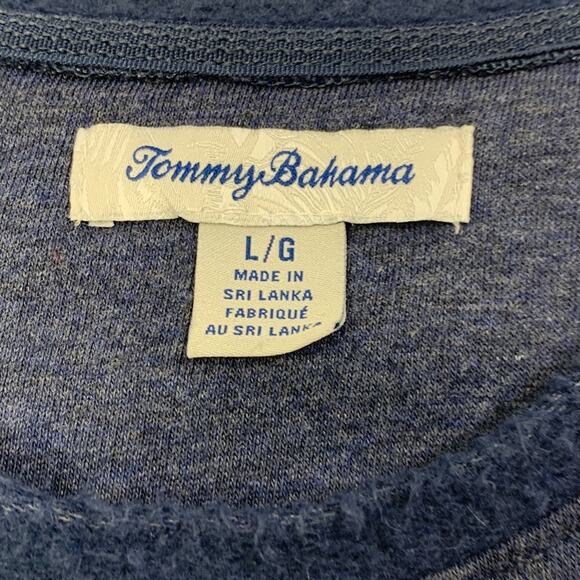 Tommy Bahama
L/G
MADE IN
SRI LANKA
FABRIQUÉ
AU SRI LANKA